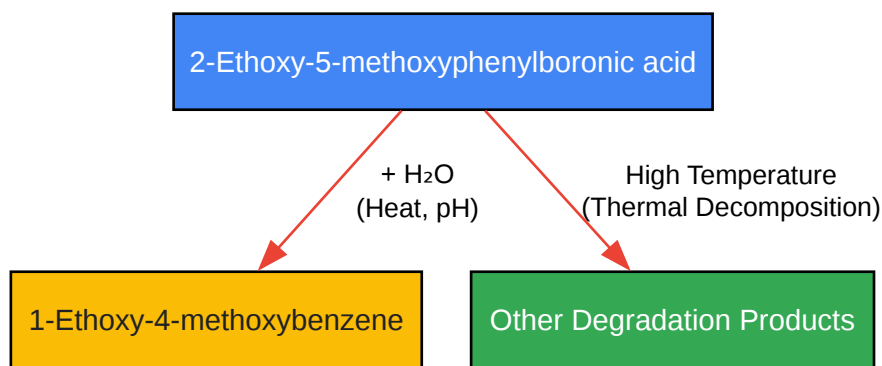 2-Ethoxy-5-methoxyphenylboronic acid
+ H₂O
(Heat, pH)
High Temperature
(Thermal Decomposition)
1-Ethoxy-4-methoxybenzene
Other Degradation Products